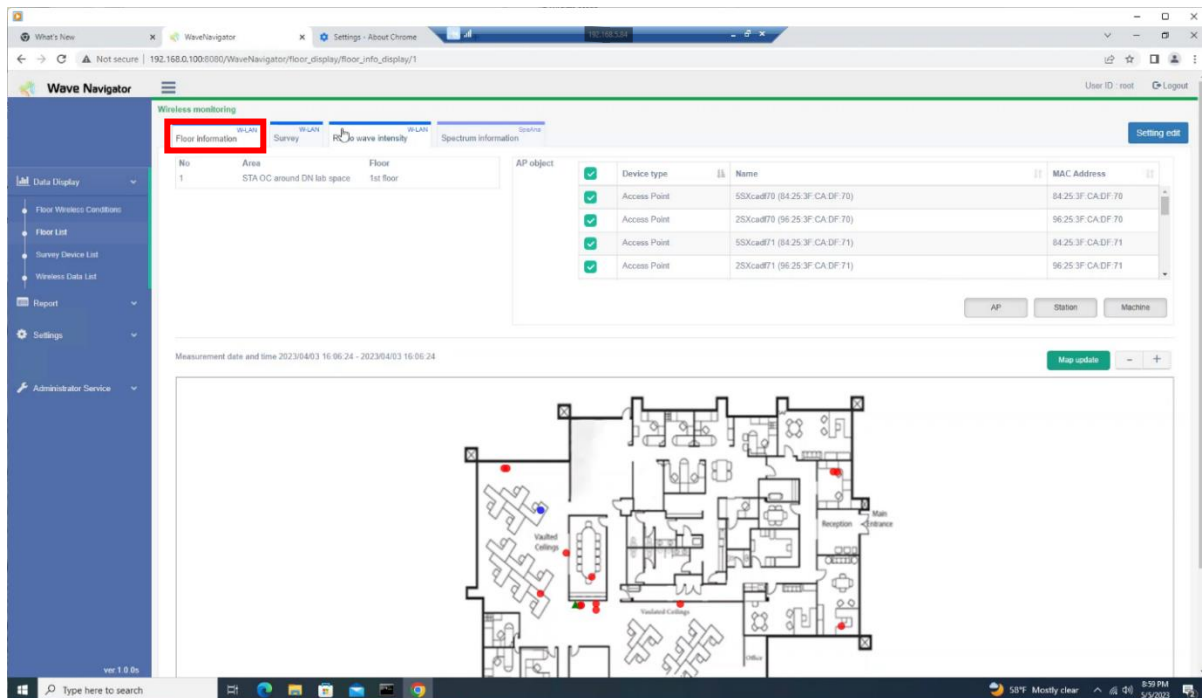 What's New
WaveNavigator
Settings - About Chrome
192.168.5.84
Not secure | 192.168.0.100:8080/WaveNavigator/floor_display/floor_info_display/1
Wave Navigator
User ID : root
Logout
Wireless monitoring
W-LAN
Floor information
W-LAN
Survey
W-LAN
wave intensity
Spectrum information
Setting edit
Data Display
Floor Wireless Conditions
Floor List
Survey Device List
Wireless Data List
Report
Settings
Administrator Service
ver.1.0.0s
No Area Floor
1 STA OC around DN lab space 1st floor
AP object
Device type Name MAC Address
Access Point 5SXcadf70 (84:25:3F:CA:DF:70) 84:25:3F:CA:DF:70
Access Point 2SXcadf70 (96:25:3F:CA:DF:70) 96:25:3F:CA:DF:70
Access Point 5SXcadf71 (84:25:3F:CA:DF:71) 84:25:3F:CA:DF:71
Access Point 2SXcadf71 (96:25:3F:CA:DF:71) 96:25:3F:CA:DF:71
AP Station Machine
Measurement date and time 2023/04/03 16:06:24 - 2023/04/03 16:06:24
Map update - +
Vaulted
Ceilings
Reception
Main
Entrance
Vaulated Ceilings
Office
Type here to search
58°F Mostly clear
8:59 PM
5/5/2023